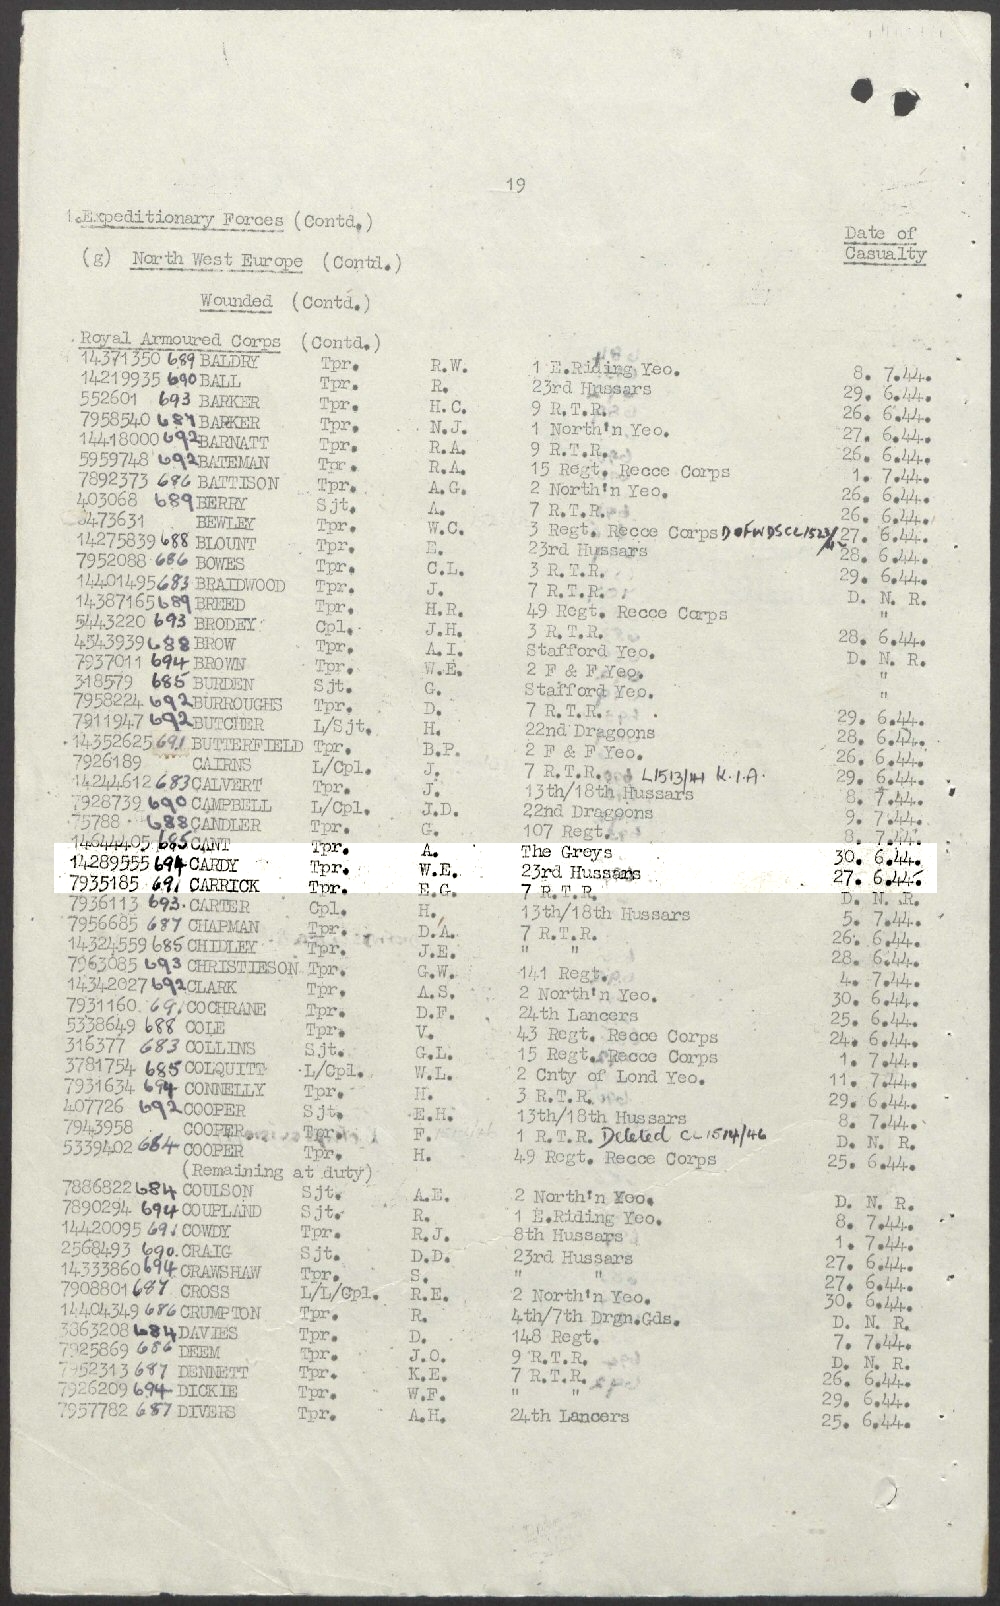 19
1.Expeditionary Forces (Contd.)
Date of
Casualty
(g) North West Europe (Contd.)
Wounded (Contd.)
Royal Armoured Corps (Contd.)
14371350 689 BALDRY Tpr. R.W. 1 E.Riding Yeo. 8. 7.44.
14219935 690 BALL Tpr. R. 23rd Hussars 29. 6.44.
552601 693 BARKER Tpr. H.C. 9 R.T.R. 26. 6.44.
7958540 687 BARKER Tpr. N.J. 1 North'n Yeo. 27. 6.44.
14418000 692 BARNATT Tpr. R.A. 9 R.T.R. 26. 6.44.
5959748 692 BATEMAN Tpr. R.A. 15 Regt. Recce Corps 1. 7.44.
7892373 686 BATTISON Tpr. A.G. 2 North'n Yeo. 26. 6.44.
403068 689 BERRY Sjt. A. 7 R.T.R. 26. 6.44.
3473631 BEWLEY Tpr. W.C. 3 Regt. Recce Corps D of WDS CL1523/ 27. 6.44.
14275839 688 BLOUNT Tpr. E. 23rd Hussars 28. 6.44.
7952088 686 BOWES Tpr. C.L. 3 R.T.R. 29. 6.44.
14401495 683 BRAIDWOOD Tpr. J. 7 R.T.R. D. N. R.
14387165 689 BREED Tpr. H.R. 49 Regt. Recce Corps "
5443220 693 BRODEY Cpl. J.H. 3 R.T.R. 28. 6.44.
4543939 688 BROW Tpr. A.I. Stafford Yeo. D. N. R.
7937011 694 BROWN Tpr. W.E. 2 F & F Yeo. "
318579 685 BURDEN Sjt. G. Stafford Yeo. "
7958224 692 BURROUGHS Tpr. D. 7 R.T.R. 29. 6.44.
7911947 692 BUTCHER L/Sjt. H. 22nd Dragoons 28. 6.44.
14352625 691 BUTTERFIELD Tpr. B.P. 2 F & F Yeo. 26. 6.44.
7926189 CAIRNS L/Cpl. J. 7 R.T.R. L1513/44 K.I.A. 29. 6.44.
14244612 683 CALVERT Tpr. J. 13th/18th Hussars 8. 7.44.
7928739 690 CAMPBELL L/Cpl. J.D. 22nd Dragoons 9. 7.44.
75788 688 CANDLER Tpr. G. 107 Regt. 8. 7.44.
14644405 685 CANT Tpr. A. The Greys 30. 6.44.
14289555 694 CARDY Tpr. W.E. 23rd Hussars 27. 6.44.
7935185 691 CARRICK Tpr. E.G. 7 R.T.R. D. N. R.
7936113 693 CARTER Cpl. H. 13th/18th Hussars 5. 7.44.
7956685 687 CHAPMAN Tpr. D.A. 7 R.T.R. 26. 6.44.
14324559 685 CHIDLEY Tpr. J.E. " " 28. 6.44.
7963085 693 CHRISTIESON Tpr. G.W. 141 Regt. 4. 7.44.
14342027 692 CLARK Tpr. A.S. 2 North'n Yeo. 30. 6.44.
7931160 691 COCHRANE Tpr. D.F. 24th Lancers 25. 6.44.
5338649 688 COLE Tpr. V. 43 Regt. Recce Corps 24. 6.44.
316377 683 COLLINS Sjt. G.L. 15 Regt. Recce Corps 1. 7.44.
3781754 685 COLQUITT L/Cpl. W.L. 2 Cnty of Lond Yeo. 11. 7.44.
7931634 694 CONNELLY Tpr. H. 3 R.T.R. 29. 6.44.
407726 692 COOPER Sjt. E.H. 13th/18th Hussars 8. 7.44.
7943958 COOPER Tpr. F. 1 R.T.R. Deleted CL1514/46 D. N. R.
5339402 684 COOPER Tpr. H. 49 Regt. Recce Corps 25. 6.44.
(Remaining at duty)
7886822 684 COULSON Sjt. A.E. 2 North'n Yeo. D. N. R.
7890294 694 COUPLAND Sjt. R. 1 E.Riding Yeo. 8. 7.44.
14420095 691 COWDY Tpr. R.J. 8th Hussars 1. 7.44.
2568493 690 CRAIG Sjt. D.D. 23rd Hussars 27. 6.44.
14333860 694 CRAWSHAW Tpr. S. " " 27. 6.44.
7908801 687 CROSS L/L/Cpl. R.E. 2 North'n Yeo. 30. 6.44.
14404349 686 CRUMPTON Tpr. R. 4th/7th Drgn.Gds. D. N. R.
3863208 684 DAVIES Tpr. D. 148 Regt. 7. 7.44.
7925869 686 DEEM Tpr. J.O. 9 R.T.R. D. N. R.
7952313 687 DENNETT Tpr. K.E. 7 R.T.R. 26. 6.44.
7926209 694 DICKIE Tpr. W.F. " " 29. 6.44.
7957782 687 DIVERS Tpr. A.H. 24th Lancers 25. 6.44.